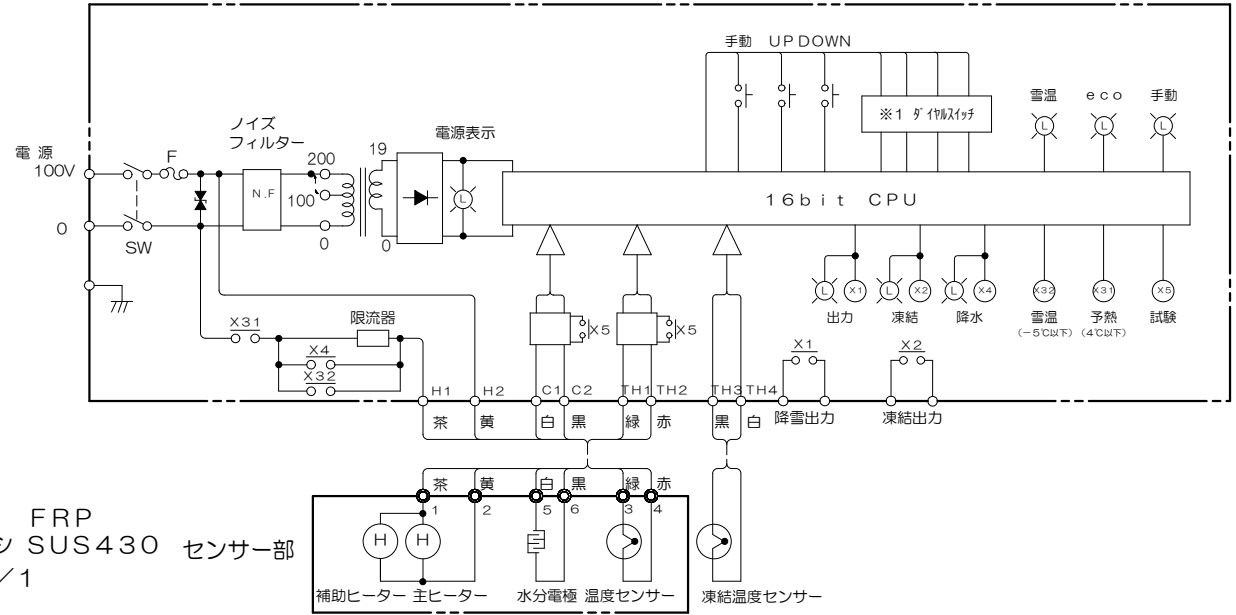 手動 UP DOWN
雪温 eco 手動
L L L
※1 ダイヤルスイッチ
ノイズ
フィルター
電源表示
電源
100V
F
200
19
N.F
100
L
16bit CPU
0
SW
0
0
L X1 L X2 L X4 X32 X31 X5
出力 凍結 降水 雪温 予熱 試験
(-5℃以下) (4℃以下)
X5 X5
X31
限流器
X4
X32
X1 X2
H1 H2 C1 C2 TH1 TH2 TH3 TH4
茶 黄 白 黒 緑 赤 黒 白 降雪出力 凍結出力
茶 黄 白 黒 緑 赤
1 2 5 6 3 4
FRP
シ SUS430 センサー部
/1
H H
補助ヒーター 主ヒーター 水分電極 温度センサー 凍結温度センサー